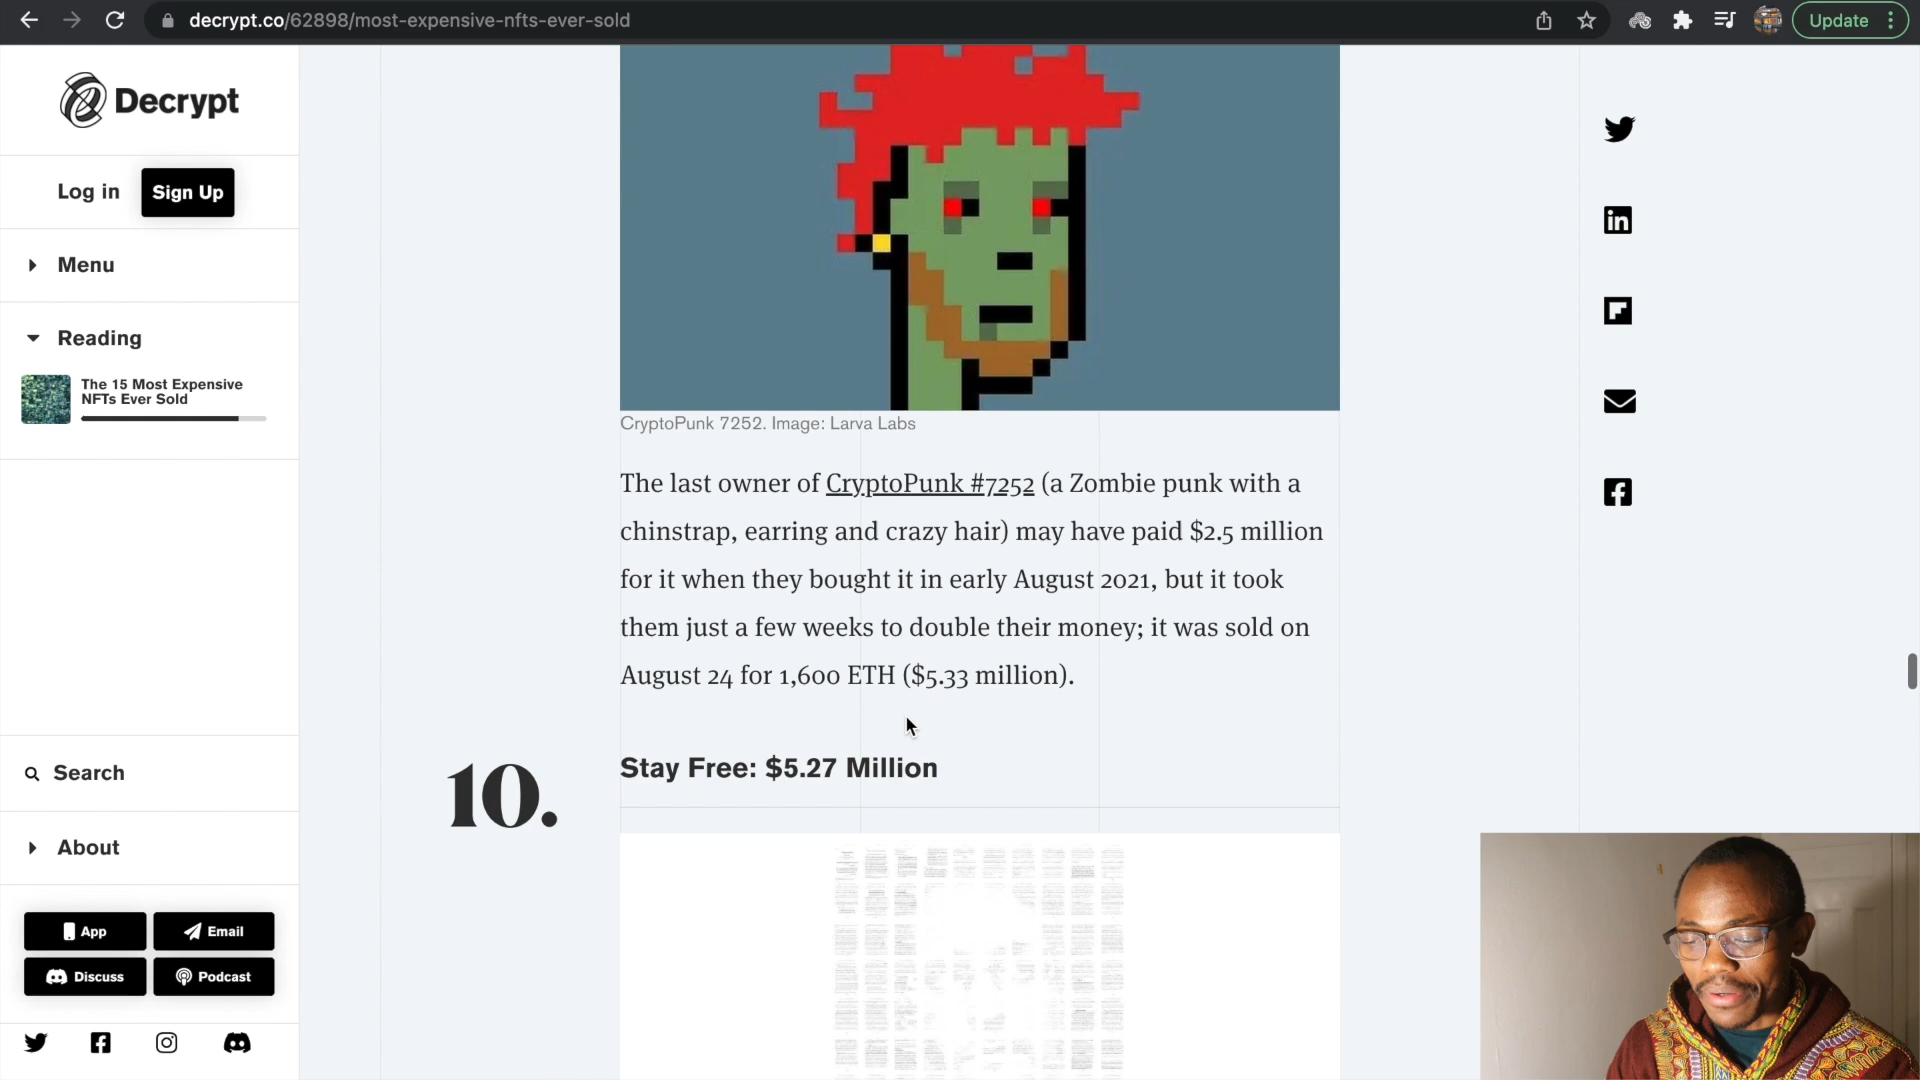 decrypt.co/62898/most-expensive-nfts-ever-sold
Update
Decrypt
Log in
Sign Up
Menu
Reading
The 15 Most Expensive
NFTs Ever Sold
Search
About
App
Email
Discuss
Podcast
CryptoPunk 7252. Image: Larva Labs
The last owner of CryptoPunk #7252 (a Zombie punk with a
chinstrap, earring and crazy hair) may have paid $2.5 million
for it when they bought it in early August 2021, but it took
them just a few weeks to double their money; it was sold on
August 24 for 1,600 ETH ($5.33 million).
10.
Stay Free: $5.27 Million
in